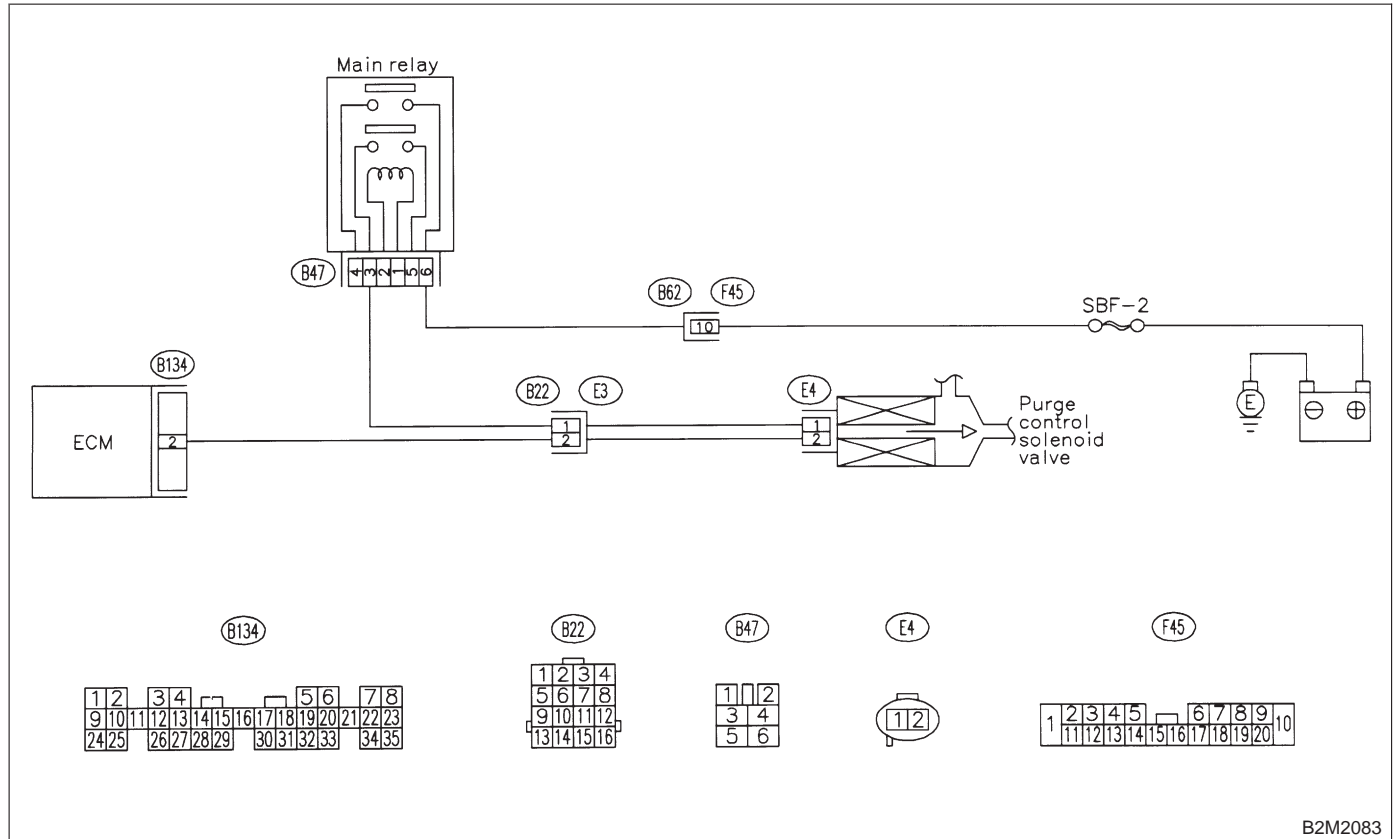 Main relay
B47
4 3 2 1 5 6
B62 F45
10
SBF-2
B134
ECM
2
B22 E3
1
2
E4
1
2
Purge
control
solenoid
valve
E
⊖ ⊕
B134
1 2 3 4 5 6 7 8
9 10 11 12 13 14 15 16 17 18 19 20 21 22 23
24 25 26 27 28 29 30 31 32 33 34 35
B22
1 2 3 4
5 6 7 8
9 10 11 12
13 14 15 16
B47
1 2
3 4
5 6
E4
1 2
F45
1 2 3 4 5 6 7 8 9 10
11 12 13 14 15 16 17 18 19 20
B2M2083